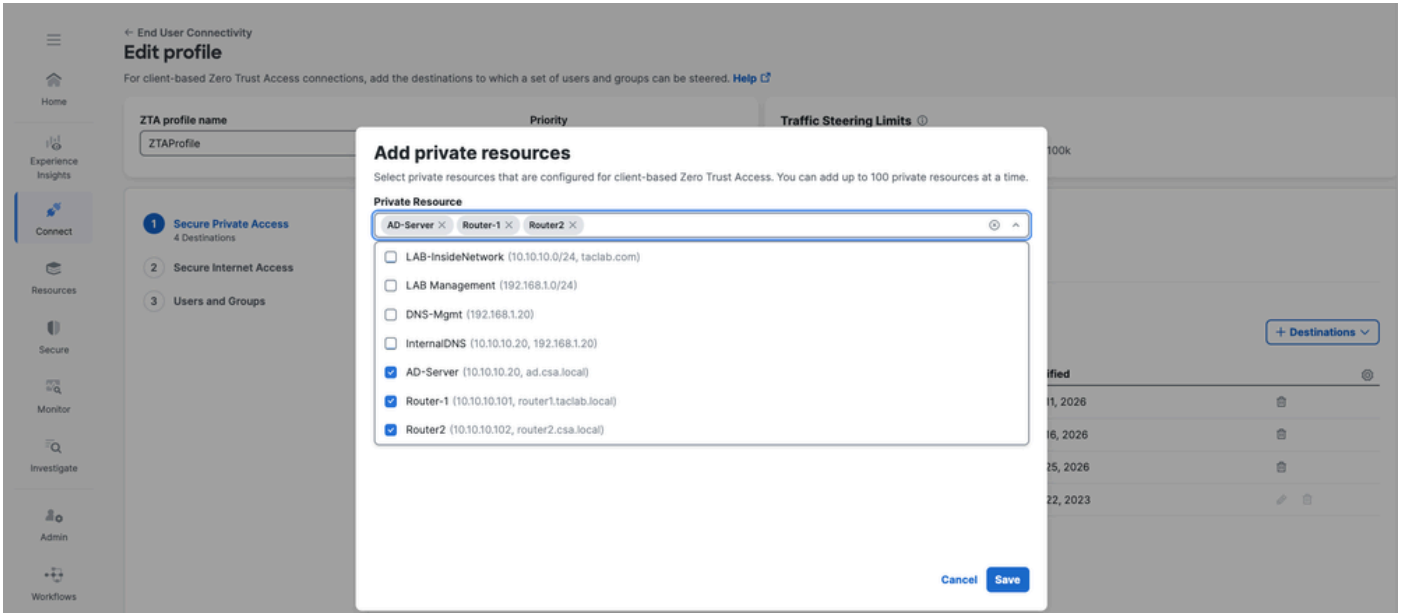 ← End User Connectivity
Edit profile
For client-based Zero Trust Access connections, add the destinations to which a set of users and groups can be steered. Help
Home
Experience
Insights
Connect
Resources
Secure
Monitor
Investigate
Admin
Workflows
ZTA profile name
Priority
Traffic Steering Limits
ZTAProfile
100k
1 Secure Private Access
4 Destinations
2 Secure Internet Access
3 Users and Groups
+ Destinations
ified
11, 2026
16, 2026
25, 2026
22, 2023
Add private resources
Select private resources that are configured for client-based Zero Trust Access. You can add up to 100 private resources at a time.
Private Resource
AD-Server Router-1 Router2
LAB-InsideNetwork (10.10.10.0/24, taclab.com)
LAB Management (192.168.1.0/24)
DNS-Mgmt (192.168.1.20)
InternalDNS (10.10.10.20, 192.168.1.20)
AD-Server (10.10.10.20, ad.csa.local)
Router-1 (10.10.10.101, router1.taclab.local)
Router2 (10.10.10.102, router2.csa.local)
Cancel Save